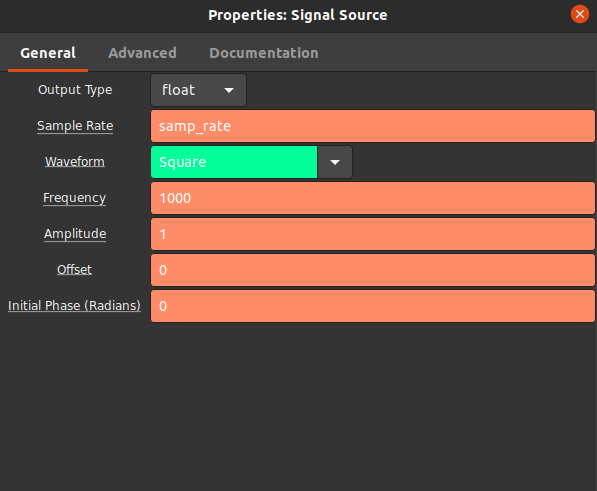 Properties: Signal Source
General Advanced Documentation
Output Type float
Sample Rate samp_rate
Waveform Square
Frequency 1000
Amplitude 1
Offset 0
Initial Phase (Radians) 0